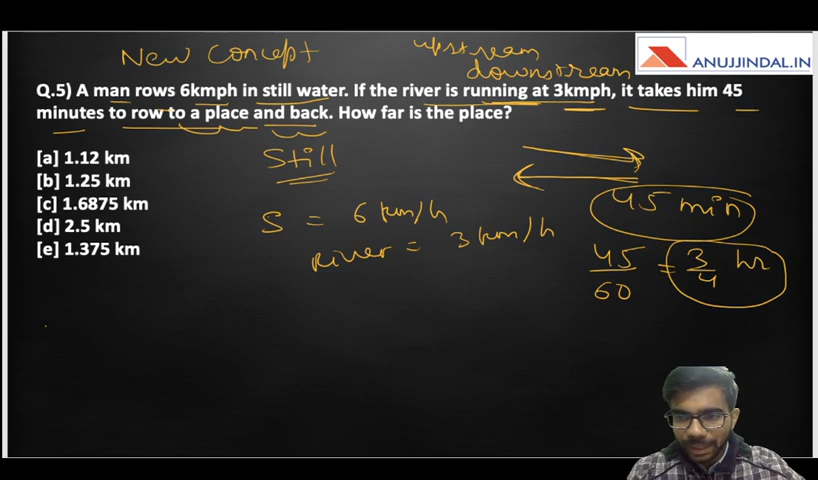 New Concept
upstream
downstream
ANUJJINDAL.IN
Q.5) A man rows 6kmph in still water. If the river is running at 3kmph, it takes him 45
minutes to row to a place and back. How far is the place?
[a] 1.12 km
[b] 1.25 km
[c] 1.6875 km
[d] 2.5 km
[e] 1.375 km
Still
S = 6 km/h
river = 3 km/h
45 min
45/60 = 3/4 hr